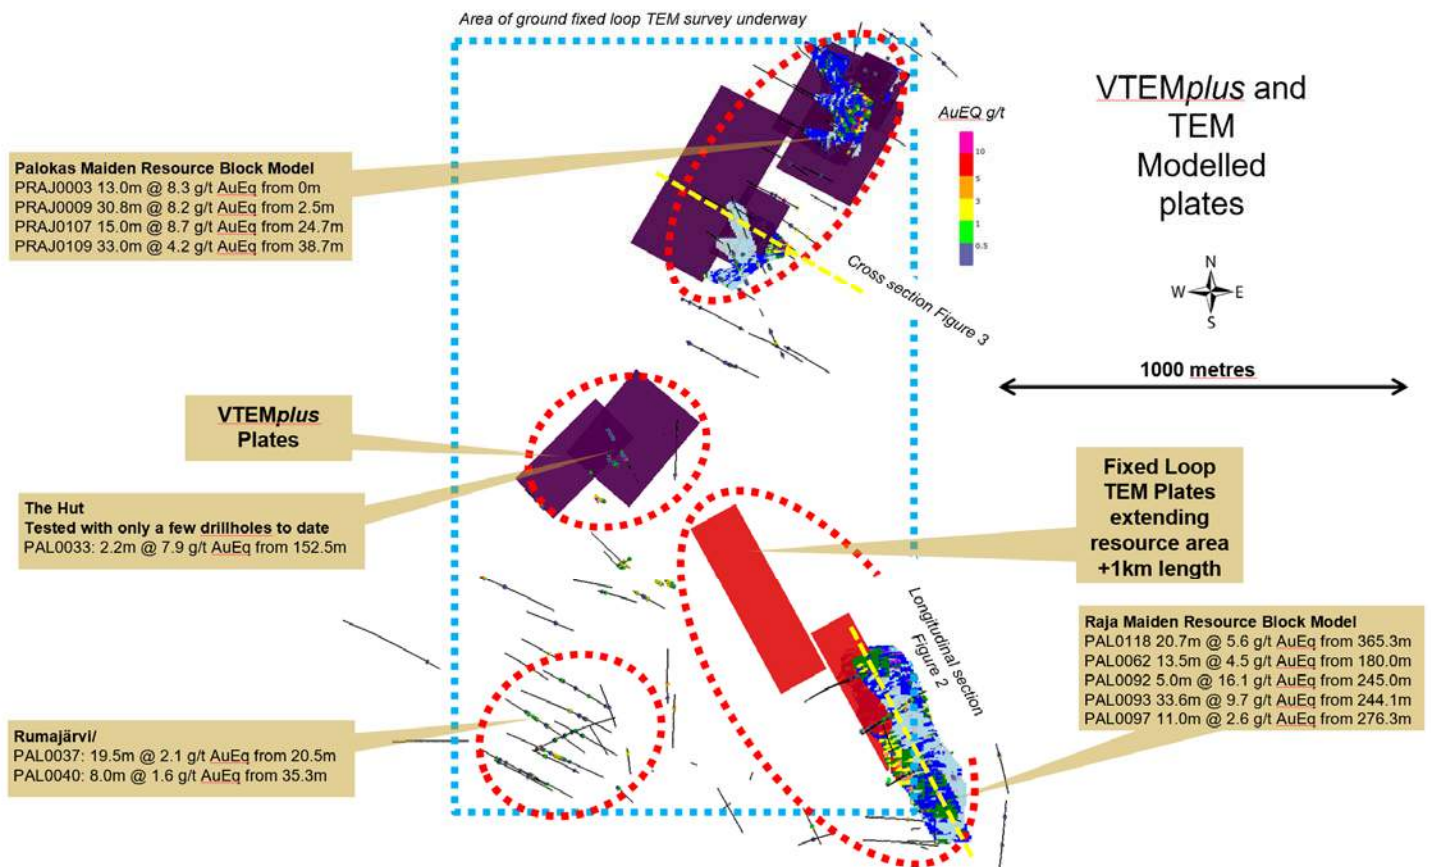 Area of ground fixed loop TEM survey underway
VTEMplus and
TEM
Modelled
plates
AuEQ g/t
10
5
3
1
0.5
N
W E
S
1000 metres
Palokas Maiden Resource Block Model
PRAJ0003 13.0m @ 8.3 g/t AuEq from 0m
PRAJ0009 30.8m @ 8.2 g/t AuEq from 2.5m
PRAJ0107 15.0m @ 8.7 g/t AuEq from 24.7m
PRAJ0109 33.0m @ 4.2 g/t AuEq from 38.7m
Cross section Figure 3
VTEMplus
Plates
The Hut
Tested with only a few drillholes to date
PAL0033: 2.2m @ 7.9 g/t AuEq from 152.5m
Fixed Loop
TEM Plates
extending
resource area
+1km length
Longitudinal section
Figure 2
Raja Maiden Resource Block Model
PAL0118 20.7m @ 5.6 g/t AuEq from 365.3m
PAL0062 13.5m @ 4.5 g/t AuEq from 180.0m
PAL0092 5.0m @ 16.1 g/t AuEq from 245.0m
PAL0093 33.6m @ 9.7 g/t AuEq from 244.1m
PAL0097 11.0m @ 2.6 g/t AuEq from 276.3m
Rumajärvi/
PAL0037: 19.5m @ 2.1 g/t AuEq from 20.5m
PAL0040: 8.0m @ 1.6 g/t AuEq from 35.3m